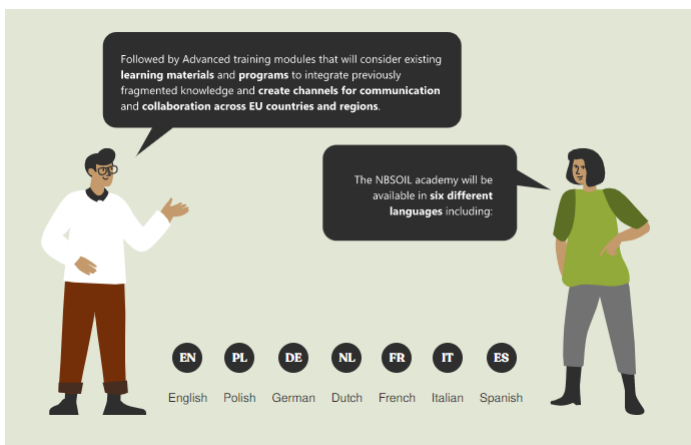 Followed by Advanced training modules that will consider existing
learning materials and programs to integrate previously
fragmented knowledge and create channels for communication
and collaboration across EU countries and regions.
The NBSOIL academy will be
available in six different
languages including:
EN PL DE NL FR IT ES
English Polish German Dutch French Italian Spanish